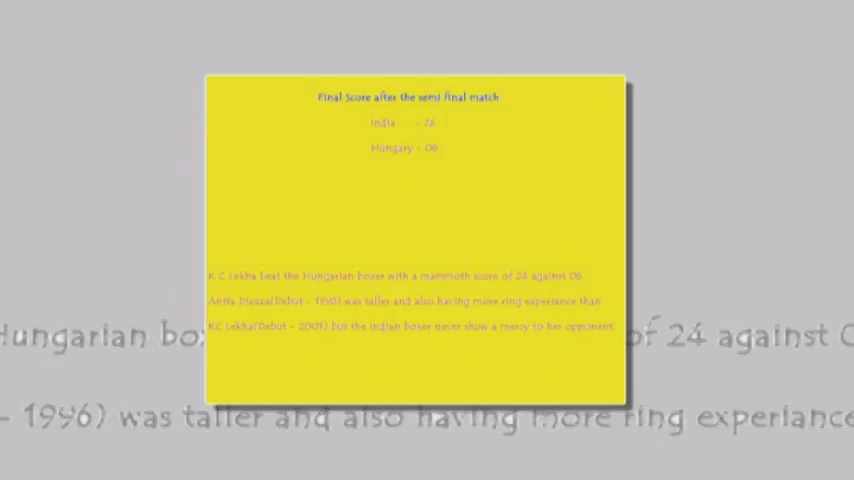 Final Score after the semi final match
India - 26
Hungary - 06
K C Lekha beat the Hungarian boxer with a mammoth score of 24 against 06
Anita Ducza(Debut - 1996) was taller and also having more ring experience than
KC Lekha(Debut - 2001) but the Indian boxer never show a mercy to her opponent
Hungarian box of 24 against 0
- 1996) was taller and also having more ring experiance